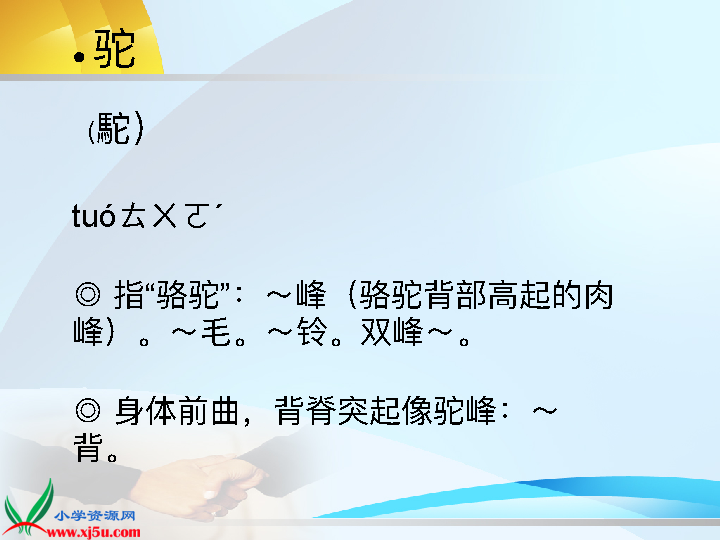 •驼
（駝）
tuóㄊㄨㄛˊ
◎ 指“骆驼”：～峰（骆驼背部高起的肉
峰）。～毛。～铃。双峰～。
◎ 身体前曲，背脊突起像驼峰：～
背。
小学资源网
www.xj5u.com